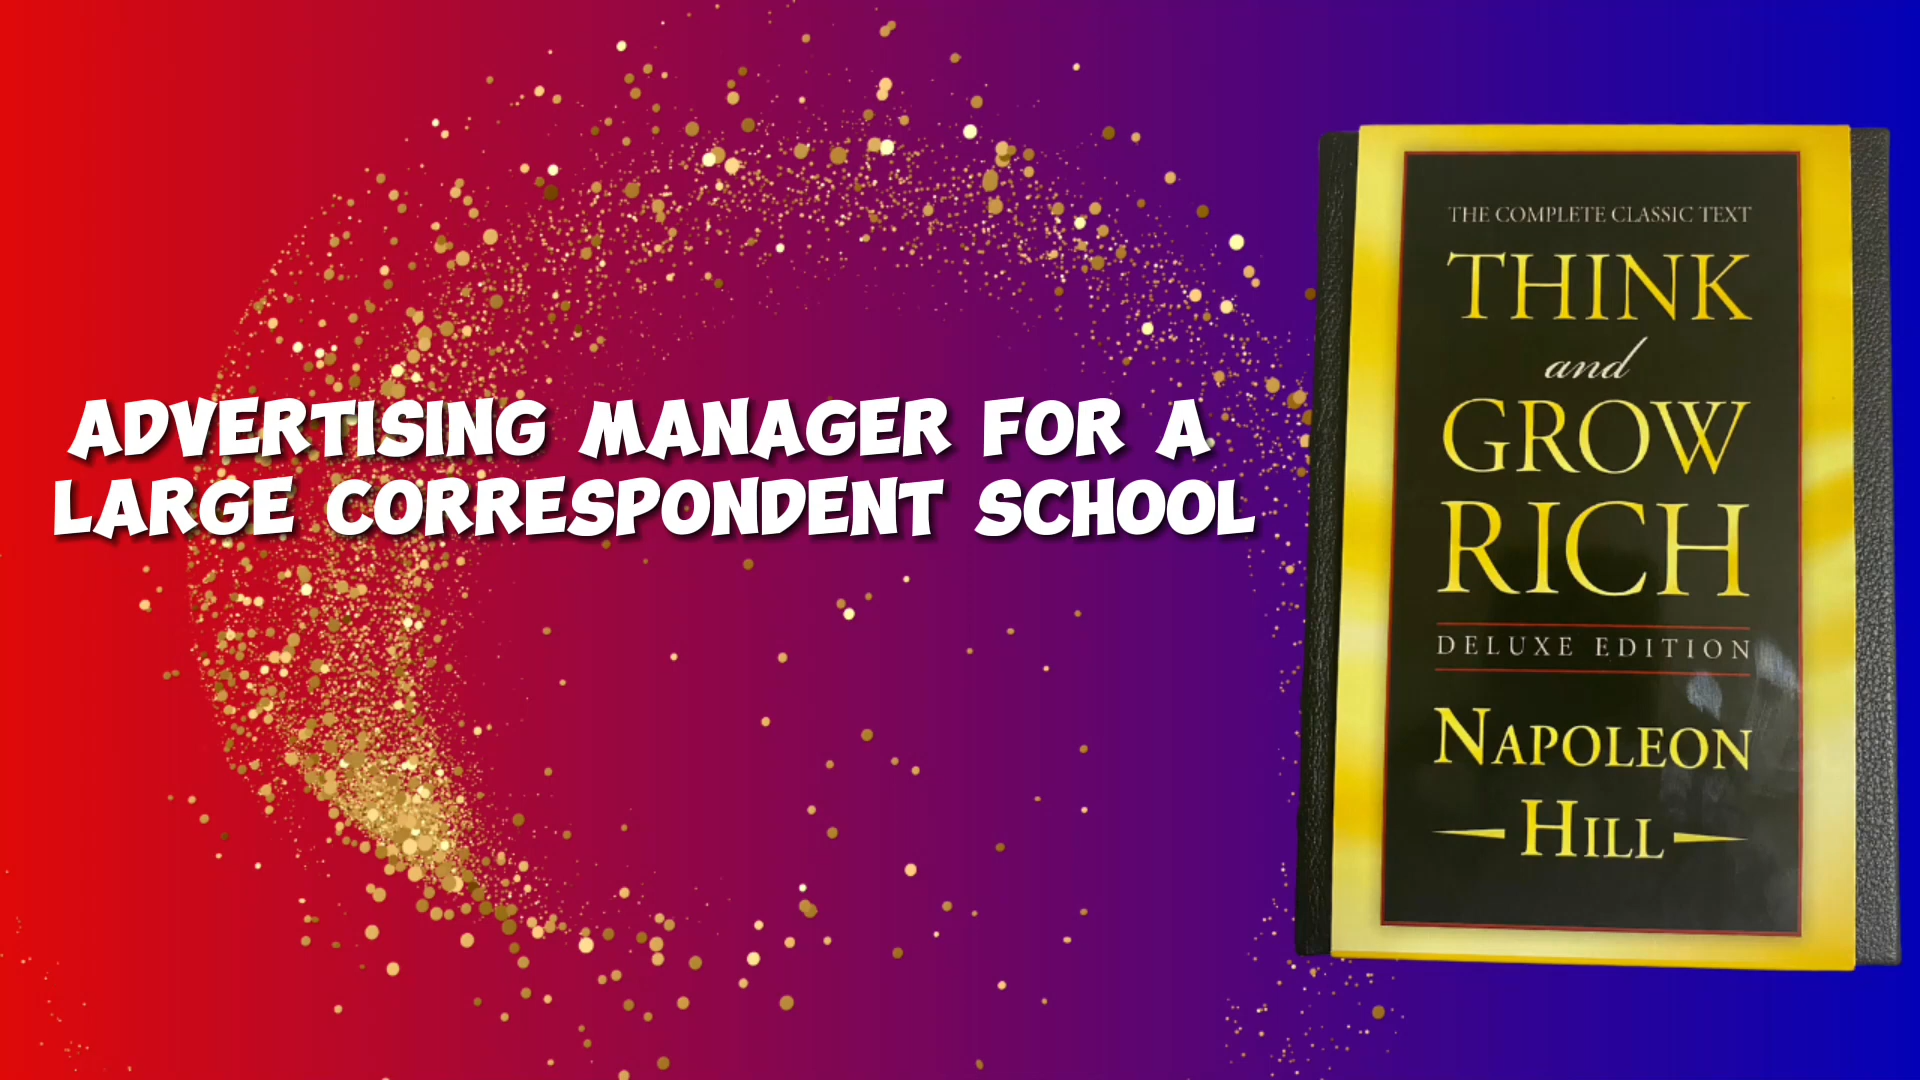 ADVERTISING MANAGER FOR A
LARGE CORRESPONDENT SCHOOL
THE COMPLETE CLASSIC TEXT
THINK
and
GROW
RICH
DELUXE EDITION
NAPOLEON
HILL